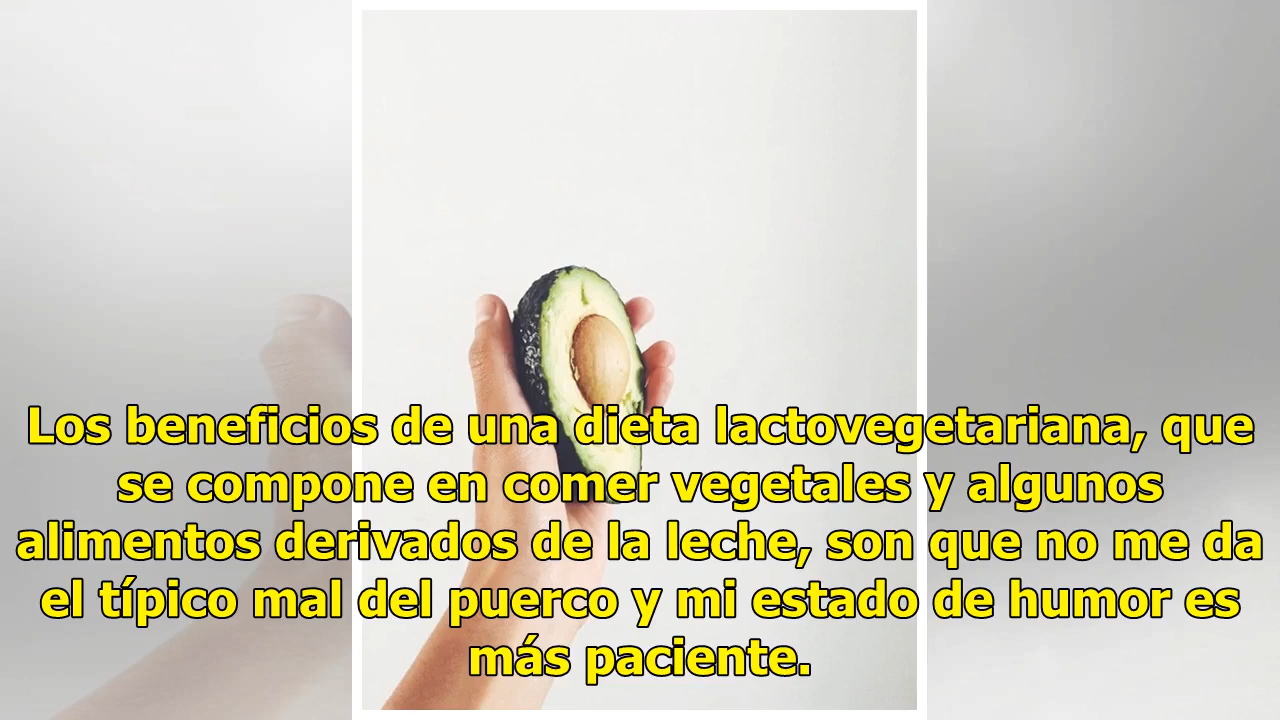 Los beneficios de una dieta lactovegetariana, que
se compone en comer vegetales y algunos
alimentos derivados de la leche, son que no me da
el típico mal del puerco y mi estado de humor es
más paciente.